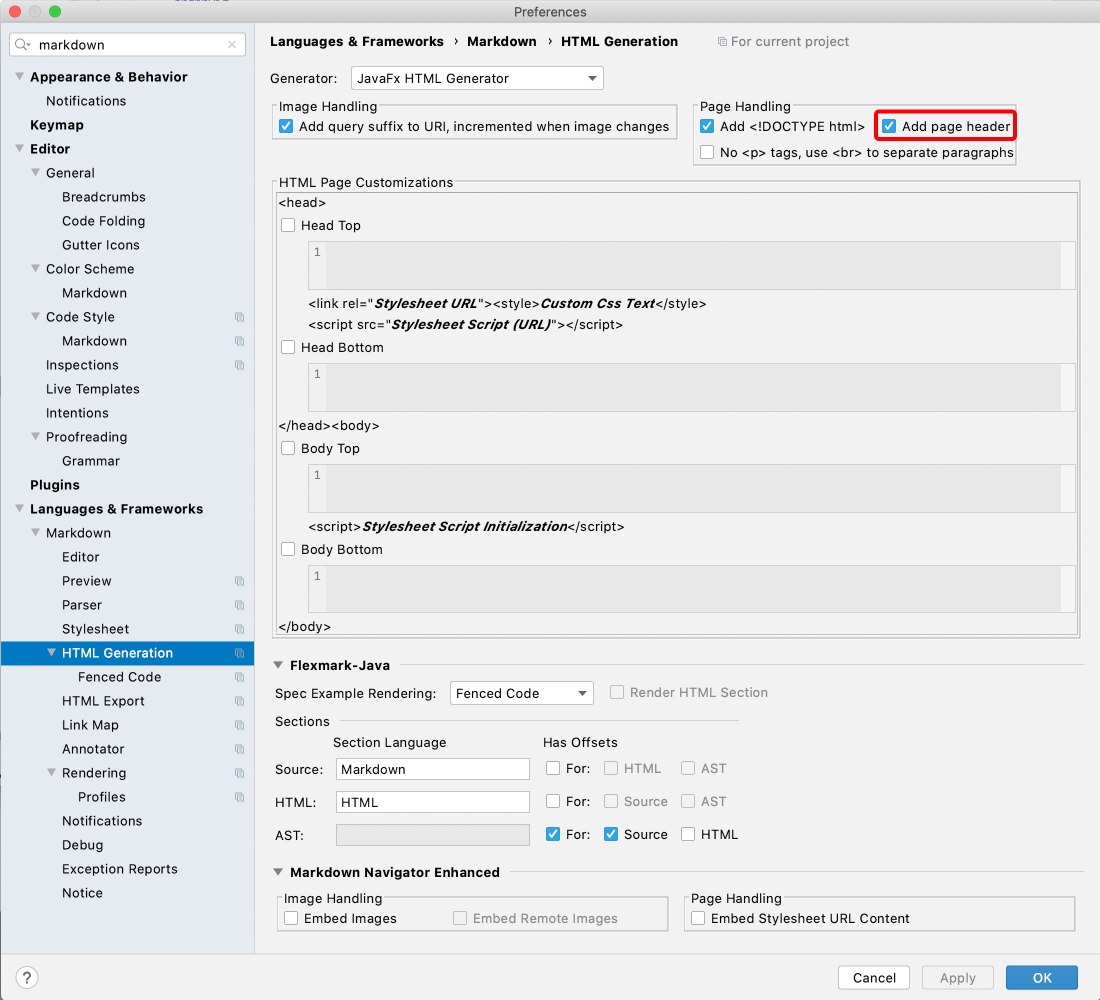 Preferences
markdown
Appearance & Behavior
Notifications
Keymap
Editor
General
Breadcrumbs
Code Folding
Gutter Icons
Color Scheme
Markdown
Code Style
Markdown
Inspections
Live Templates
Intentions
Proofreading
Grammar
Plugins
Languages & Frameworks
Markdown
Editor
Preview
Parser
Stylesheet
HTML Generation
Fenced Code
HTML Export
Link Map
Annotator
Rendering
Profiles
Notifications
Debug
Exception Reports
Notice
Languages & Frameworks › Markdown › HTML Generation For current project
Generator: JavaFx HTML Generator
Image Handling
Add query suffix to URI, incremented when image changes
Page Handling
Add <!DOCTYPE html> Add page header
No <p> tags, use <br> to separate paragraphs
HTML Page Customizations
<head>
Head Top
1
<link rel="Stylesheet URL"><style>Custom Css Text</style>
<script src="Stylesheet Script (URL)"></script>
Head Bottom
1
</head><body>
Body Top
1
<script>Stylesheet Script Initialization</script>
Body Bottom
1
</body>
Flexmark-Java
Spec Example Rendering: Fenced Code Render HTML Section
Sections
Section Language Has Offsets
Source: Markdown For: HTML AST
HTML: HTML For: Source AST
AST: For: Source HTML
Markdown Navigator Enhanced
Image Handling
Embed Images Embed Remote Images
Page Handling
Embed Stylesheet URL Content
? Cancel Apply OK